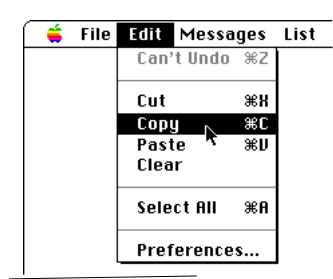 File Edit Messages List
Can't Undo ⌘Z
Cut ⌘X
Copy ⌘C
Paste ⌘V
Clear
Select All ⌘A
Preferences...